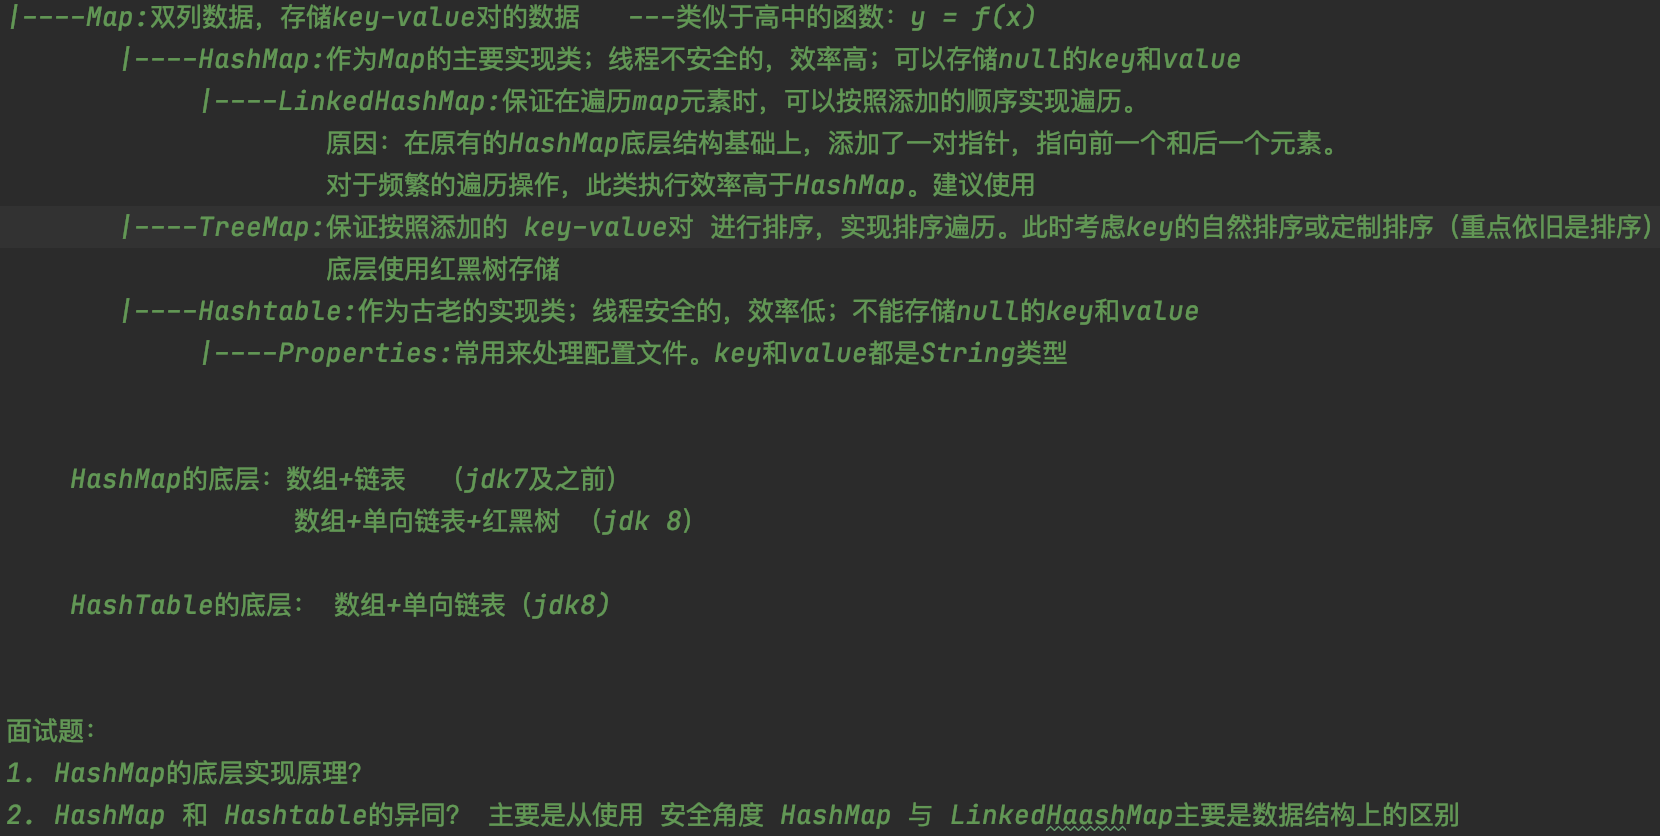 |----Map:双列数据，存储key-value对的数据   ---类似于高中的函数：y = f(x)
|----HashMap:作为Map的主要实现类；线程不安全的，效率高；可以存储null的key和value
|----LinkedHashMap:保证在遍历map元素时，可以按照添加的顺序实现遍历。
原因：在原有的HashMap底层结构基础上，添加了一对指针，指向前一个和后一个元素。
对于频繁的遍历操作，此类执行效率高于HashMap。建议使用
|----TreeMap:保证按照添加的 key-value对 进行排序，实现排序遍历。此时考虑key的自然排序或定制排序（重点依旧是排序）
底层使用红黑树存储
|----Hashtable:作为古老的实现类；线程安全的，效率低；不能存储null的key和value
|----Properties:常用来处理配置文件。key和value都是String类型
HashMap的底层：数组+链表  （jdk7及之前）
数组+单向链表+红黑树 （jdk 8）
HashTable的底层： 数组+单向链表（jdk8）
面试题：
1. HashMap的底层实现原理？
2. HashMap 和 Hashtable的异同？ 主要是从使用 安全角度 HashMap 与 LinkedHaashMap主要是数据结构上的区别